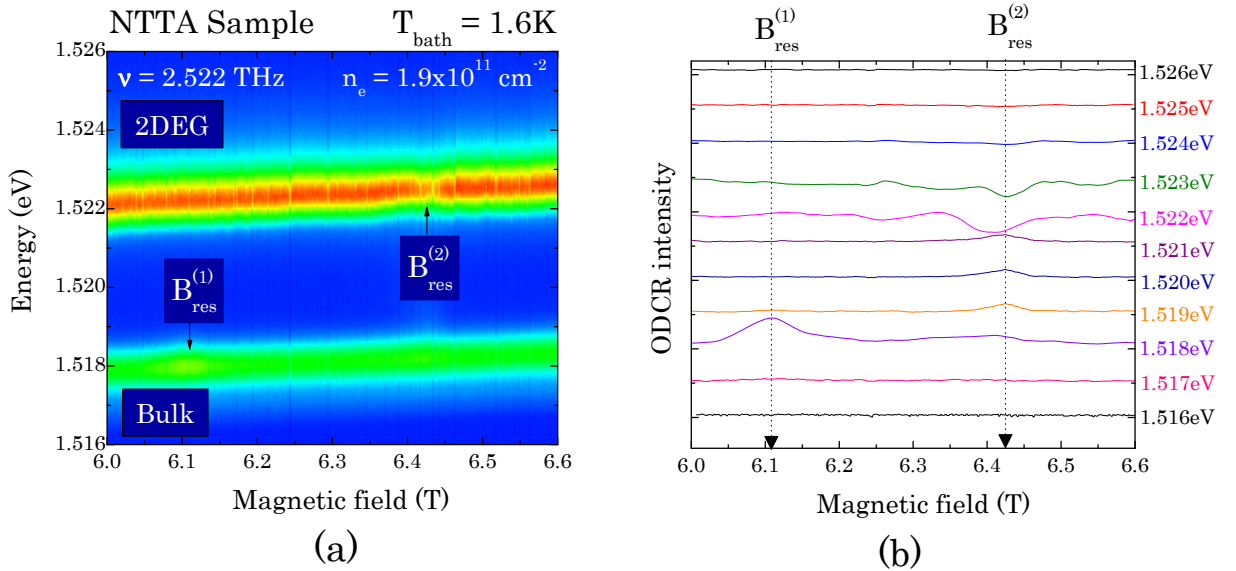 NTTA Sample T_bath = 1.6K
ν = 2.522 THz n_e = 1.9x10^11 cm^-2
2DEG
B_res^(1)
B_res^(2)
Bulk
1.526
1.524
1.522
1.520
1.518
1.516
Energy (eV)
6.0 6.1 6.2 6.3 6.4 6.5 6.6
Magnetic field (T)
(a)
B_res^(1) B_res^(2)
1.526eV
1.525eV
1.524eV
1.523eV
1.522eV
1.521eV
1.520eV
1.519eV
1.518eV
1.517eV
1.516eV
ODCR intensity
6.0 6.1 6.2 6.3 6.4 6.5 6.6
Magnetic field (T)
(b)